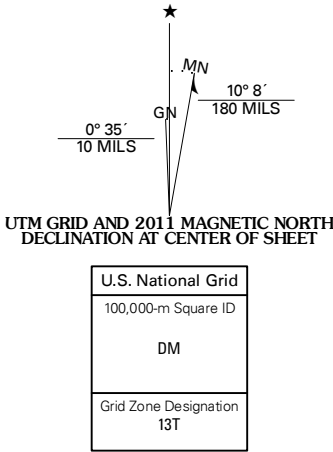 ★
MN
GN
10° 8´
180 MILS
0° 35´
10 MILS
UTM GRID AND 2011 MAGNETIC NORTH
DECLINATION AT CENTER OF SHEET
U.S. National Grid
100,000-m Square ID
DM
Grid Zone Designation
13T